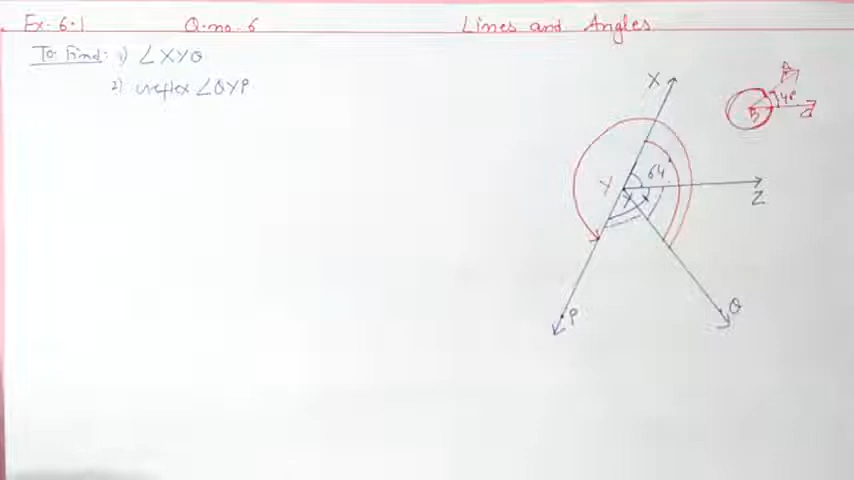 Ex-6.1 Q.no.6 Lines and Angles
To Find: 1) ∠XYQ
2) reflex ∠QYP
X
A
B
C
Y
64°
Z
P
Q